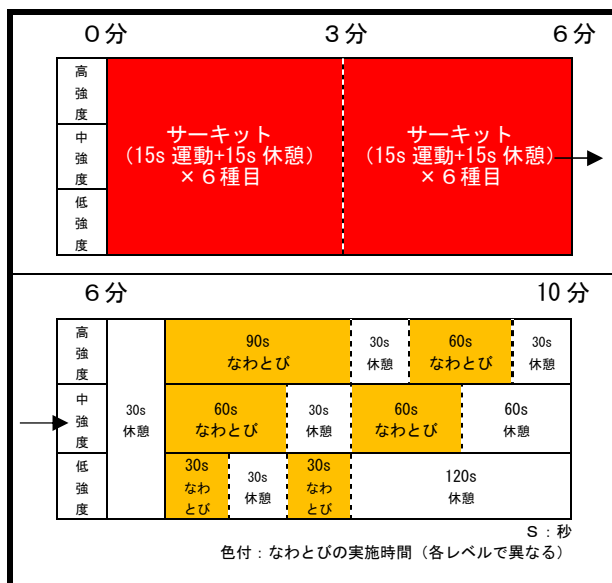 0分 3分 6分
高強度
中強度
低強度
サーキット
(15s 運動+15s 休憩)
×6種目
サーキット
(15s 運動+15s 休憩)
×6種目
6分 10分
高強度
中強度
低強度
30s
休憩
90s
なわとび
30s
休憩
60s
なわとび
30s
休憩
60s
なわとび
30s
休憩
60s
なわとび
60s
休憩
30s
なわ
とび
30s
休憩
30s
なわ
とび
120s
休憩
S:秒
色付:なわとびの実施時間(各レベルで異なる)